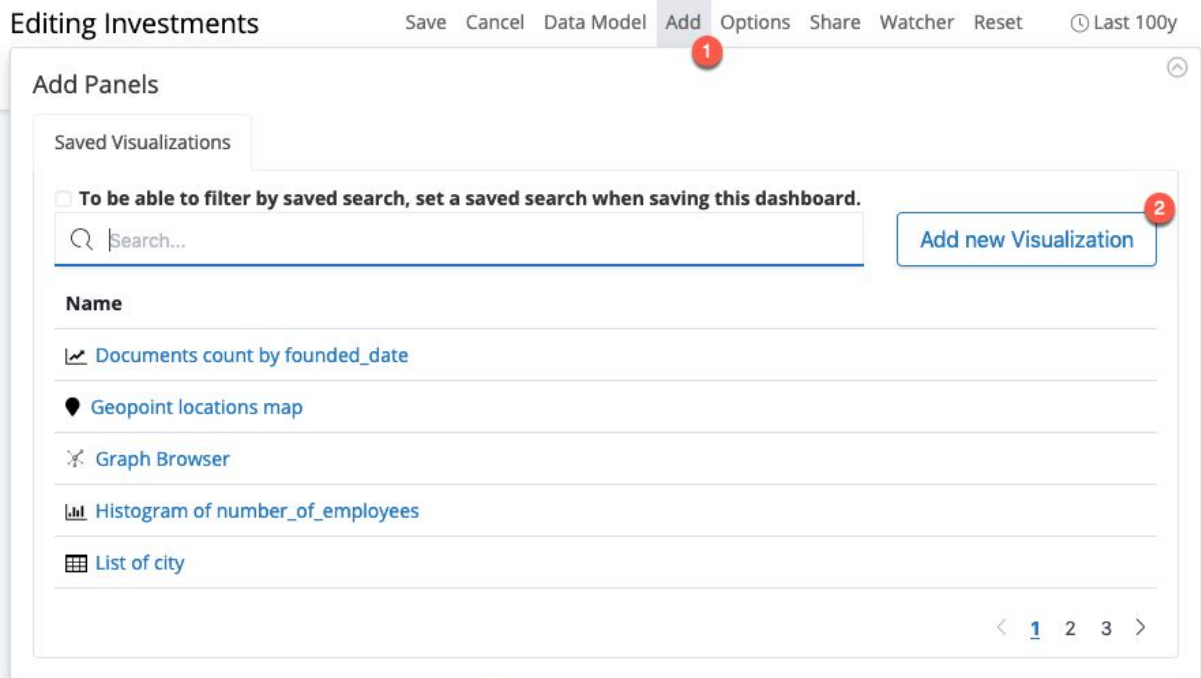 Editing Investments Save Cancel Data Model Add Options Share Watcher Reset Last 100y
1
Add Panels
Saved Visualizations
To be able to filter by saved search, set a saved search when saving this dashboard.
2
Search...
Add new Visualization
Name
Documents count by founded_date
Geopoint locations map
Graph Browser
Histogram of number_of_employees
List of city
1 2 3